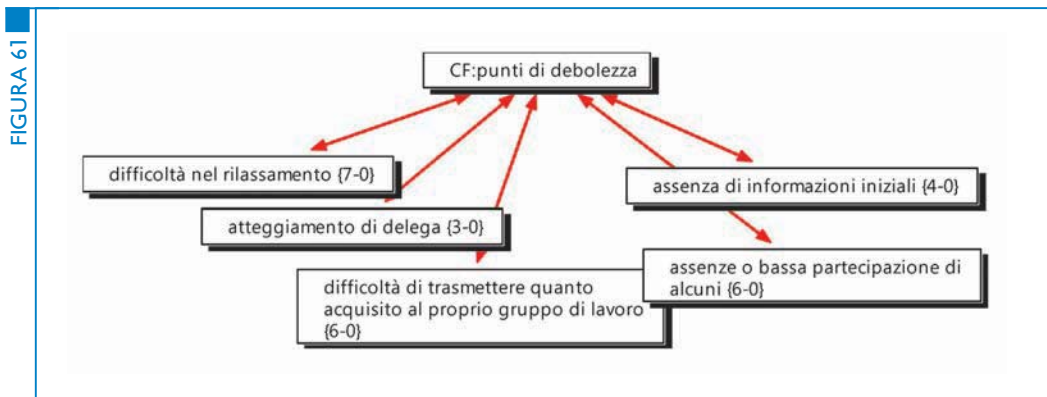 FIGURA 61
CF:punti di debolezza
difficoltà nel rilassamento {7-0}
assenza di informazioni iniziali {4-0}
atteggiamento di delega {3-0}
assenze o bassa partecipazione di
alcuni {6-0}
difficoltà di trasmettere quanto
acquisito al proprio gruppo di lavoro
{6-0}